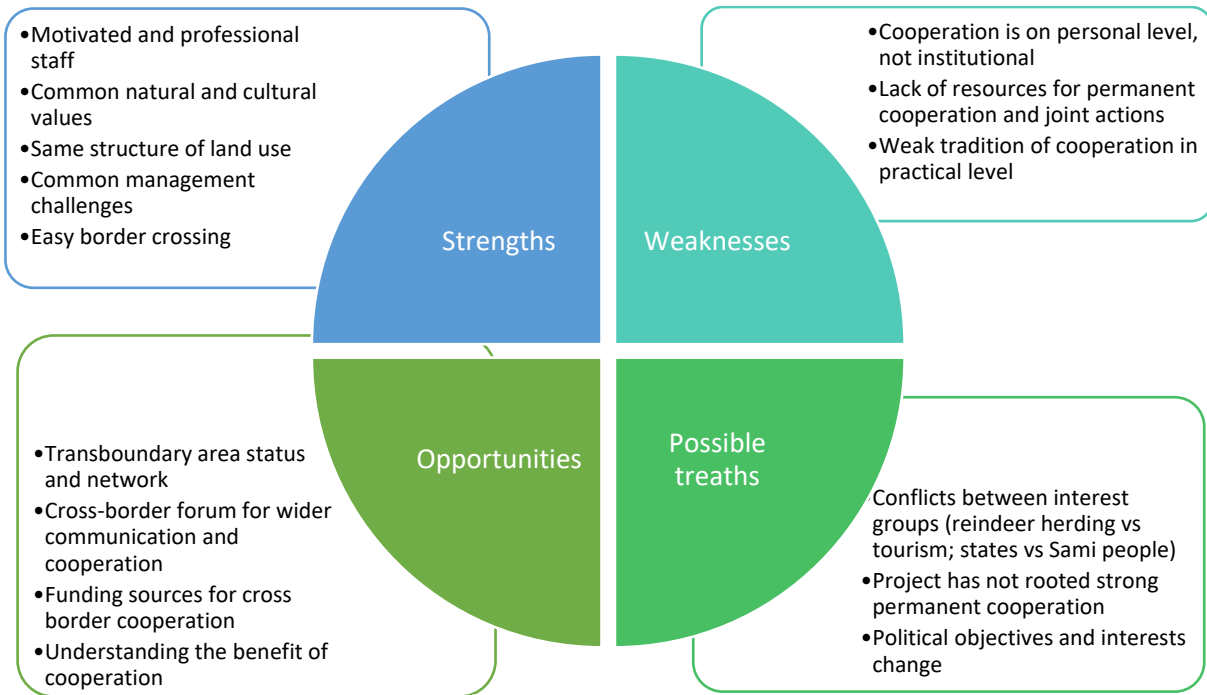 •Motivated and professional
staff
•Common natural and cultural
values
•Same structure of land use
•Common management
challenges
•Easy border crossing
Strengths
•Cooperation is on personal level,
not institutional
•Lack of resources for permanent
cooperation and joint actions
•Weak tradition of cooperation in
practical level
Weaknesses
•Transboundary area status
and network
•Cross-border forum for wider
communication and
cooperation
•Funding sources for cross
border cooperation
•Understanding the benefit of
cooperation
Opportunities
Possible
treaths
•Conflicts between interest
groups (reindeer herding vs
tourism; states vs Sami people)
•Project has not rooted strong
permanent cooperation
•Political objectives and interests
change